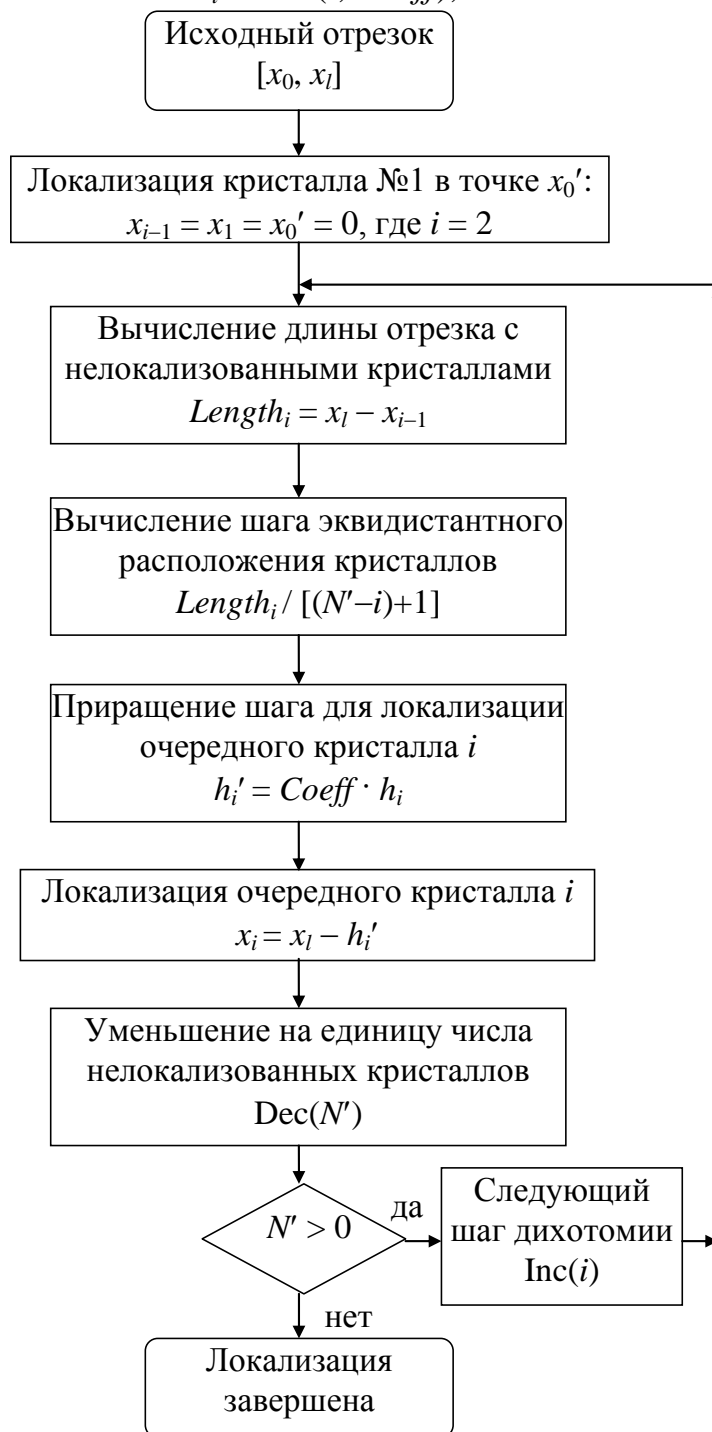 Исходный отрезок
[x₀, xₗ]
Локализация кристалла №1 в точке x₀′:
xᵢ₋₁ = x₁ = x₀′ = 0, где i = 2
Вычисление длины отрезка с
нелокализованными кристаллами
Lengthᵢ = xₗ – xᵢ₋₁
Вычисление шага эквидистантного
расположения кристаллов
Lengthᵢ / [(N′–i)+1]
Приращение шага для локализации
очередного кристалла i
hᵢ′ = Coeff · hᵢ
Локализация очередного кристалла i
xᵢ = xₗ – hᵢ′
Уменьшение на единицу числа
нелокализованных кристаллов
Dec(N′)
N′ > 0
да
Следующий
шаг дихотомии
Inc(i)
нет
Локализация
завершена